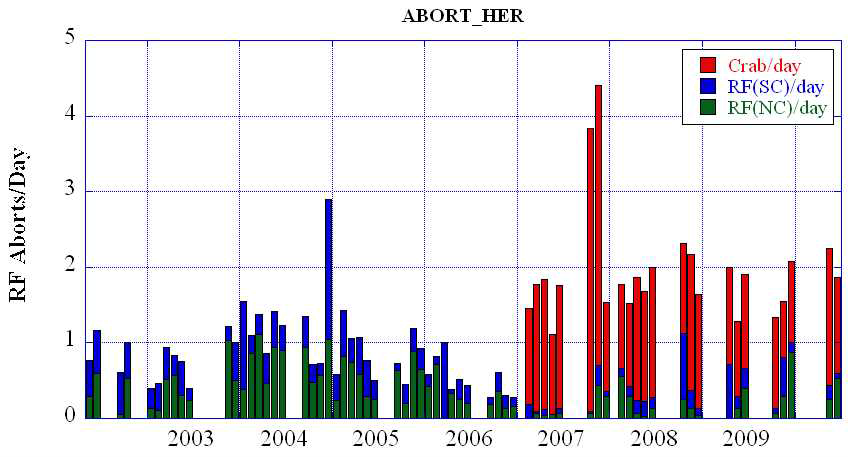 ABORT_HER
RF Aborts/Day
5
4
3
2
1
0
Crab/day
RF(SC)/day
RF(NC)/day
2003 2004 2005 2006 2007 2008 2009